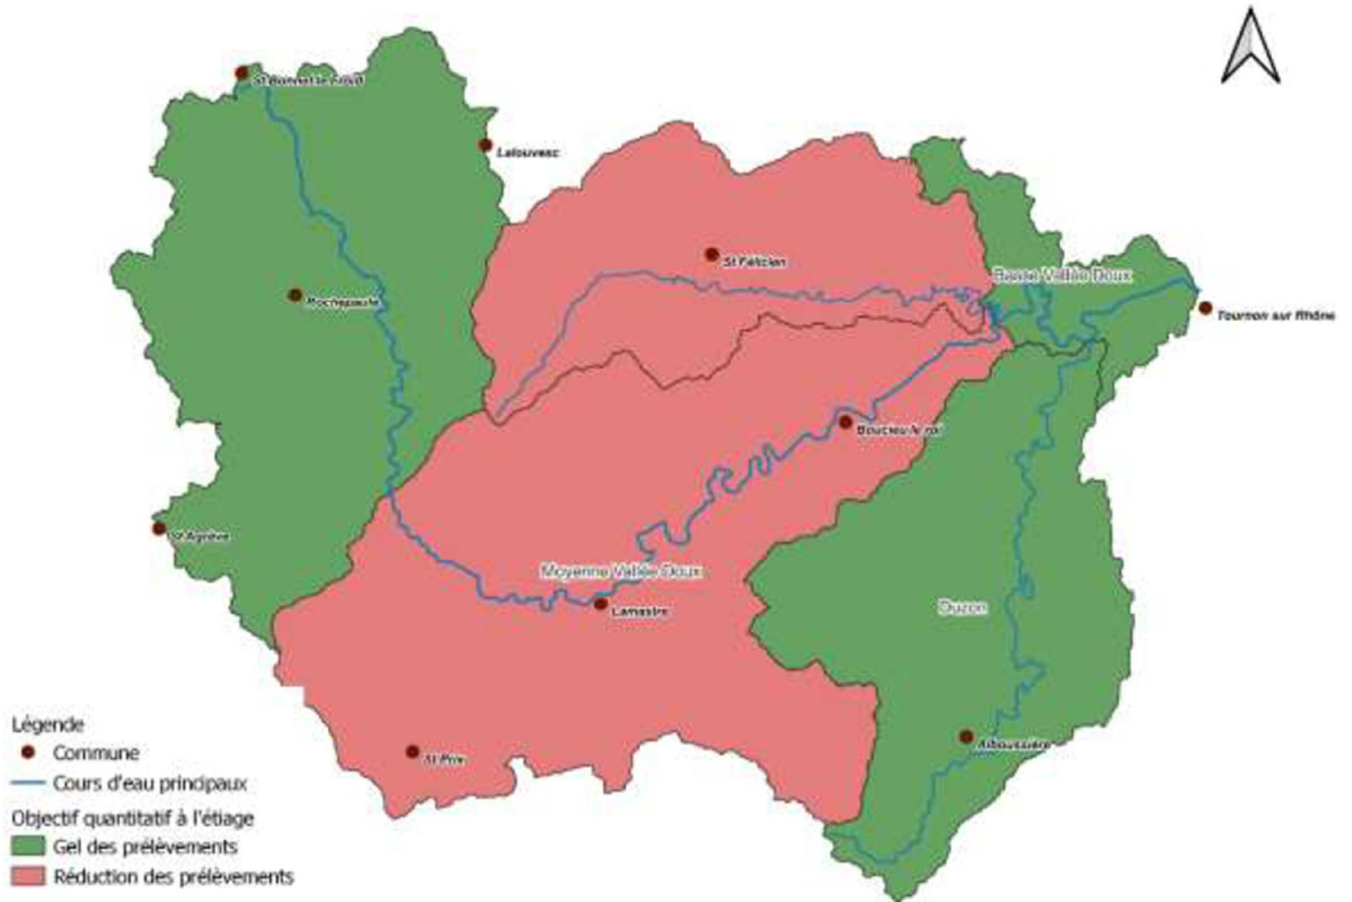 St Bonnet le Froid
Lalouvesc
St Félicien
Basse Vallée Doux
Rochepaule
Tournon sur Rhône
Boucieu le roi
St Agrève
Moyenne Vallée Doux
Duzon
Lamastre
Légende
Commune
Alboussière
St Prix
Cours d'eau principaux
Objectif quantitatif à l'étiage
Gel des prélèvements
Réduction des prélèvements